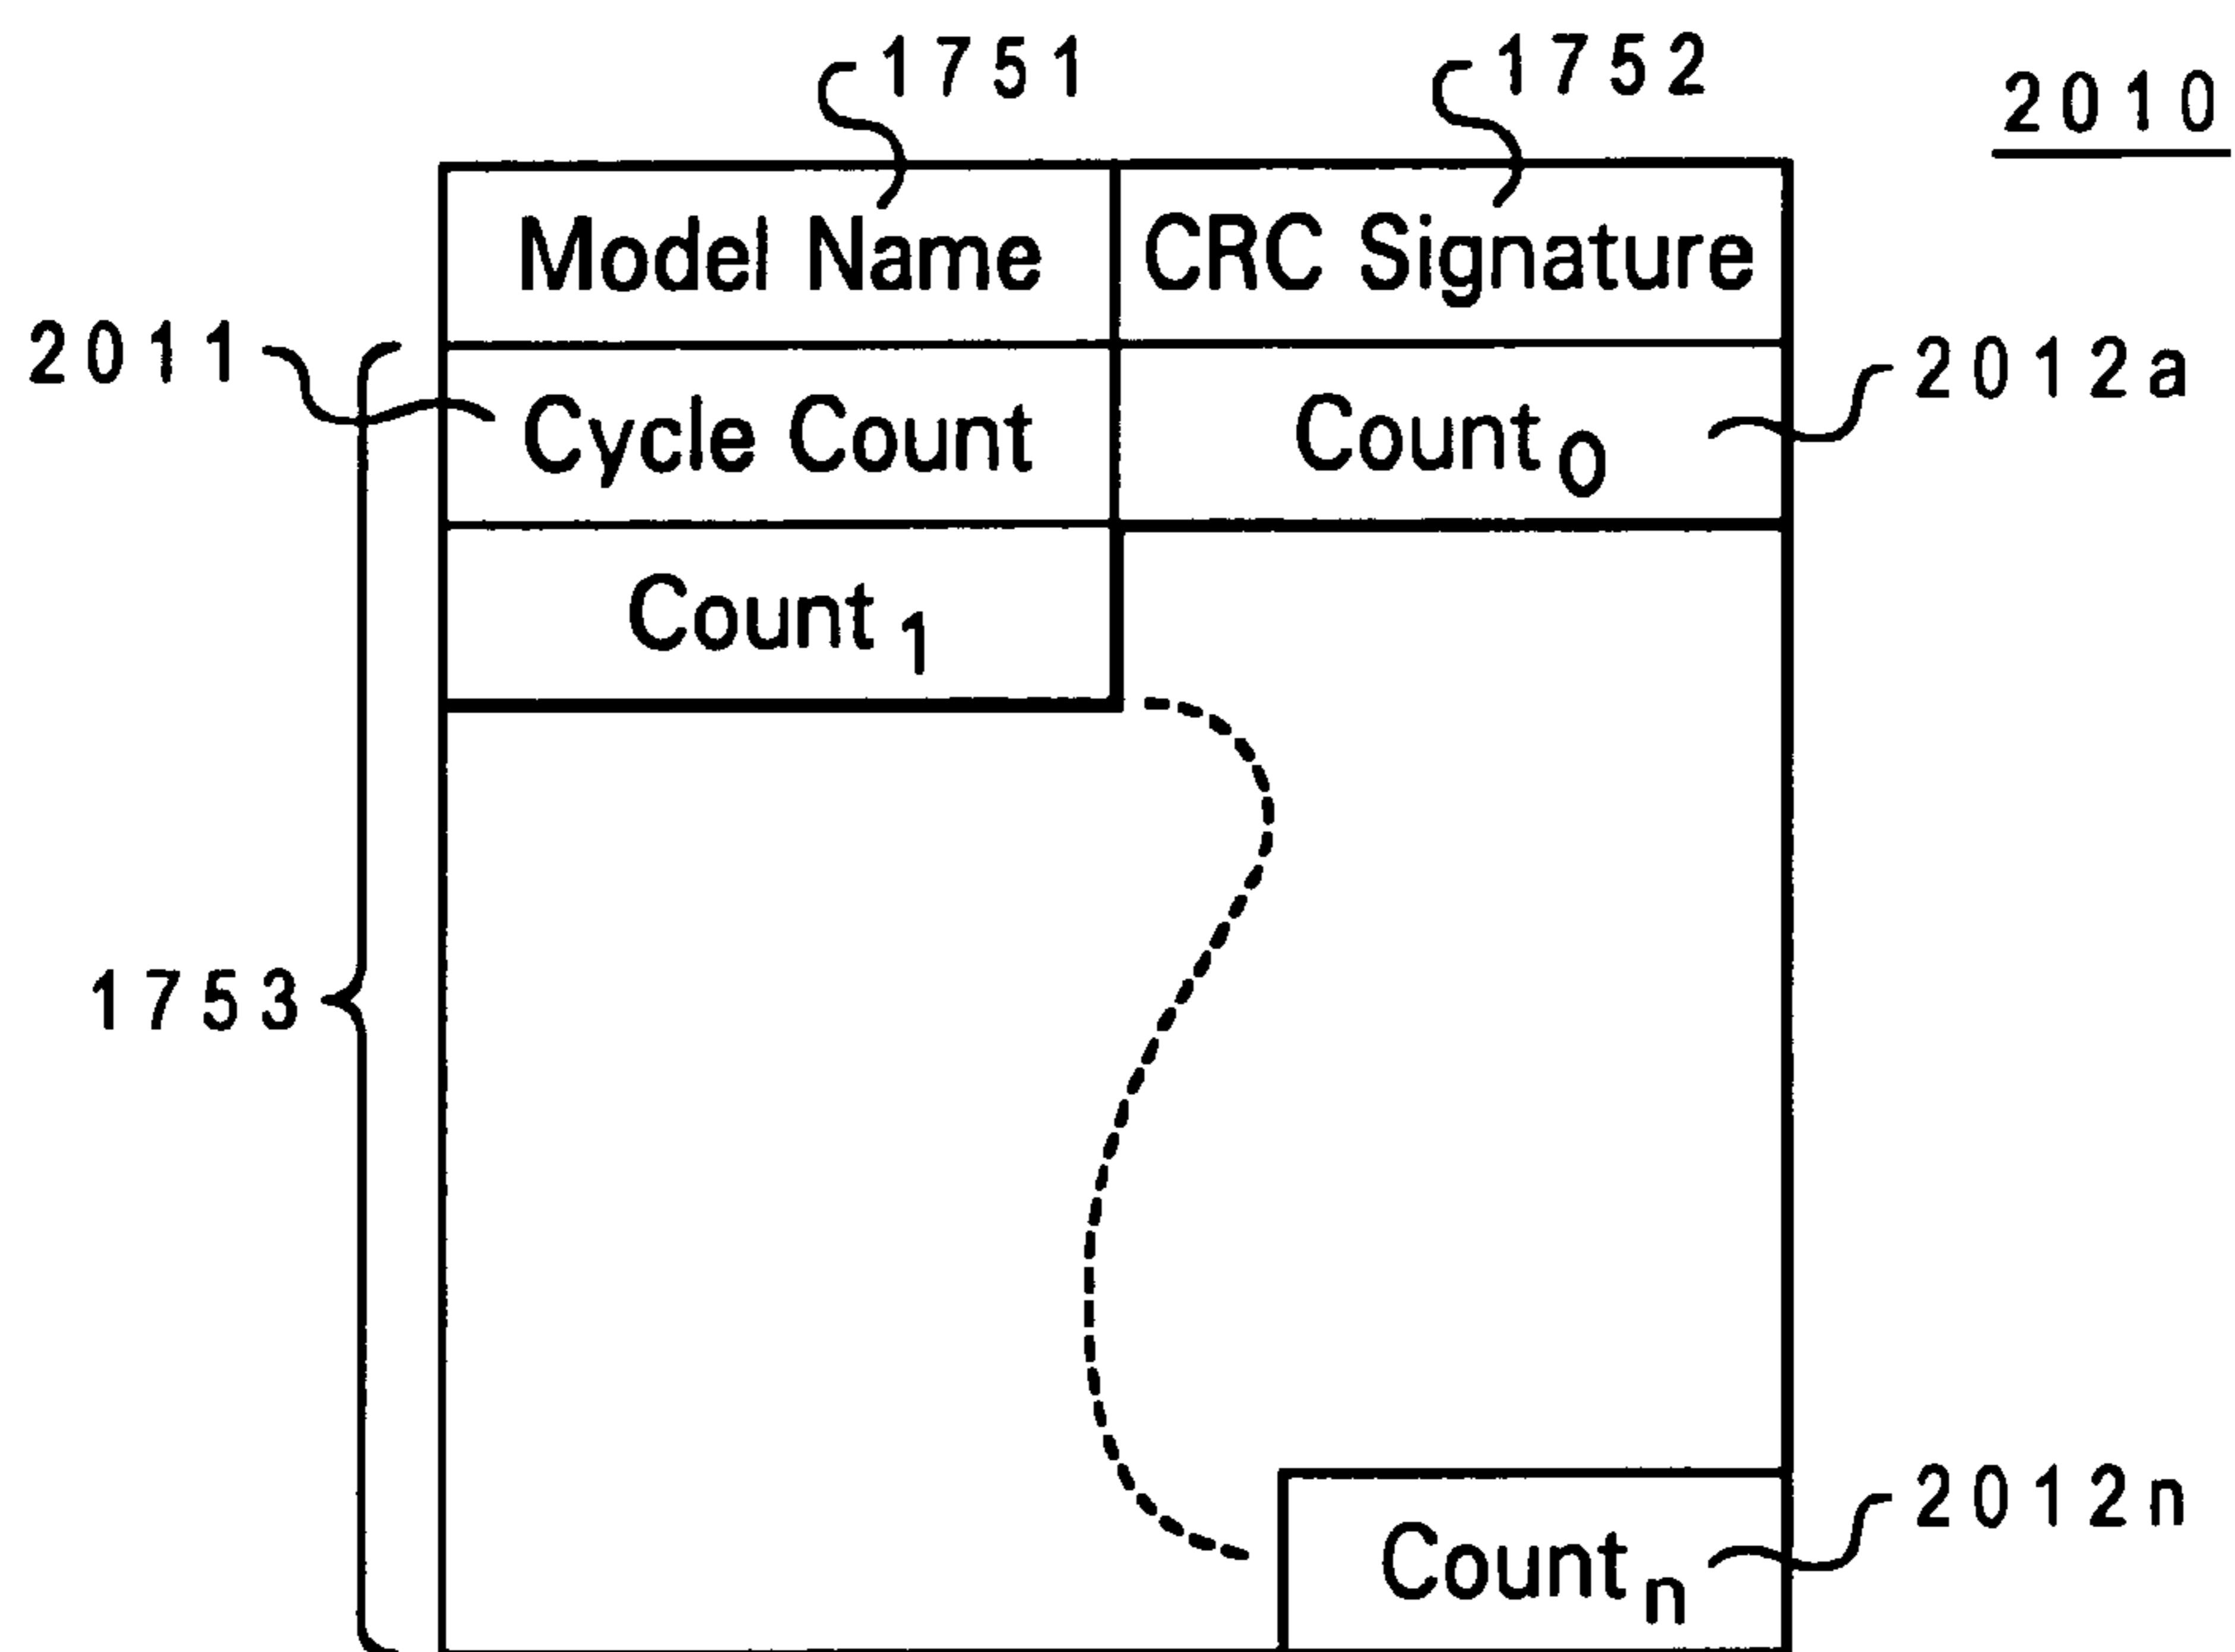 1751 1752
2010
Model Name CRC Signature
2011 Cycle Count Count0 2012a
Count1
1753
Countn 2012n